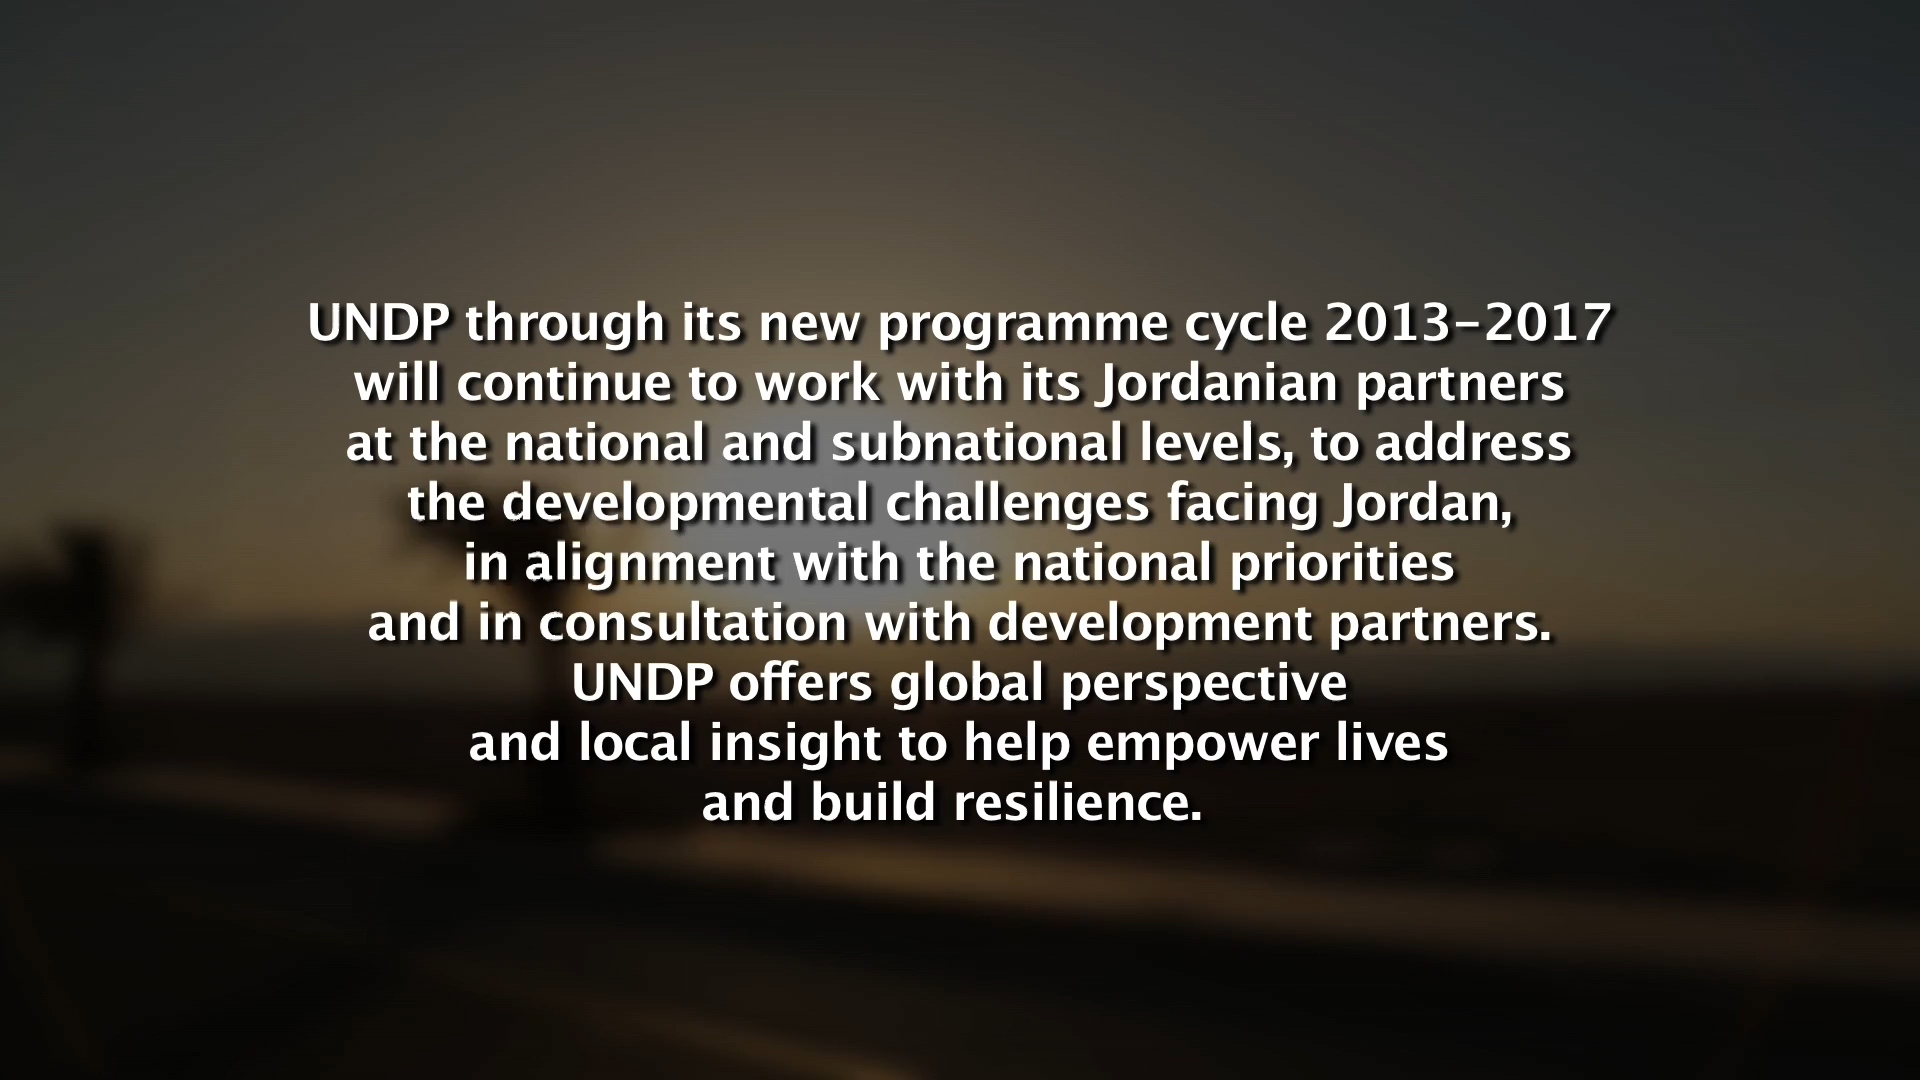 UNDP through its new programme cycle 2013-2017
will continue to work with its Jordanian partners
at the national and subnational levels, to address
the developmental challenges facing Jordan,
in alignment with the national priorities
and in consultation with development partners.
UNDP offers global perspective
and local insight to help empower lives
and build resilience.